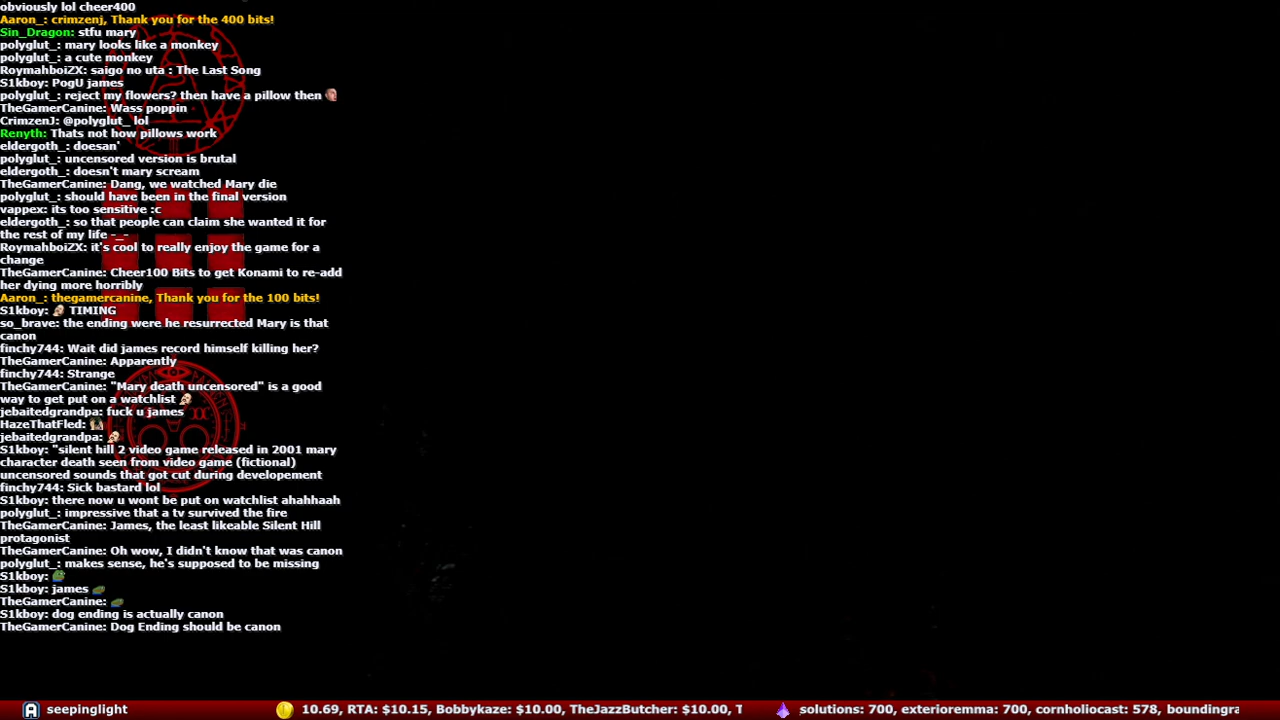 obviously lol cheer400
Aaron_: crimzenj, Thank you for the 400 bits!
Sin_Dragon: stfu mary
polyglut_: mary looks like a monkey
polyglut_: a cute monkey
RoymahboiZX: saigo no uta : The Last Song
S1kboy: PogU james
polyglut_: reject my flowers? then have a pillow then
TheGamerCanine: Wass poppin
CrimzenJ: @polyglut_ lol
Renyth: Thats not how pillows work
eldergoth_: doesan'
polyglut_: uncensored version is brutal
eldergoth_: doesn't mary scream
TheGamerCanine: Dang, we watched Mary die
polyglut_: should have been in the final version
vappex: its too sensitive :c
eldergoth_: so that people can claim she wanted it for
the rest of my life -_-
RoymahboiZX: it's cool to really enjoy the game for a
change
TheGamerCanine: Cheer100 Bits to get Konami to re-add
her dying more horribly
Aaron_: thegamercanine, Thank you for the 100 bits!
S1kboy: TIMING
so_brave: the ending were he resurrected Mary is that
canon
finchy744: Wait did james record himself killing her?
TheGamerCanine: Apparently
finchy744: Strange
TheGamerCanine: "Mary death uncensored" is a good
way to get put on a watchlist
jebaitedgrandpa: fuck u james
HazeThatFled:
jebaitedgrandpa:
S1kboy: "silent hill 2 video game released in 2001 mary
character death seen from video game (fictional)
uncensored sounds that got cut during developement
finchy744: Sick bastard lol
S1kboy: there now u wont be put on watchlist ahahhaah
polyglut_: impressive that a tv survived the fire
TheGamerCanine: James, the least likeable Silent Hill
protagonist
TheGamerCanine: Oh wow, I didn't know that was canon
polyglut_: makes sense, he's supposed to be missing
S1kboy:
S1kboy: james
TheGamerCanine:
S1kboy: dog ending is actually canon
TheGamerCanine: Dog Ending should be canon
seepinglight 10.69, RTA: $10.15, Bobbykaze: $10.00, TheJazzButcher: $10.00, T solutions: 700, exterioremma: 700, cornholiocast: 578, boundingra